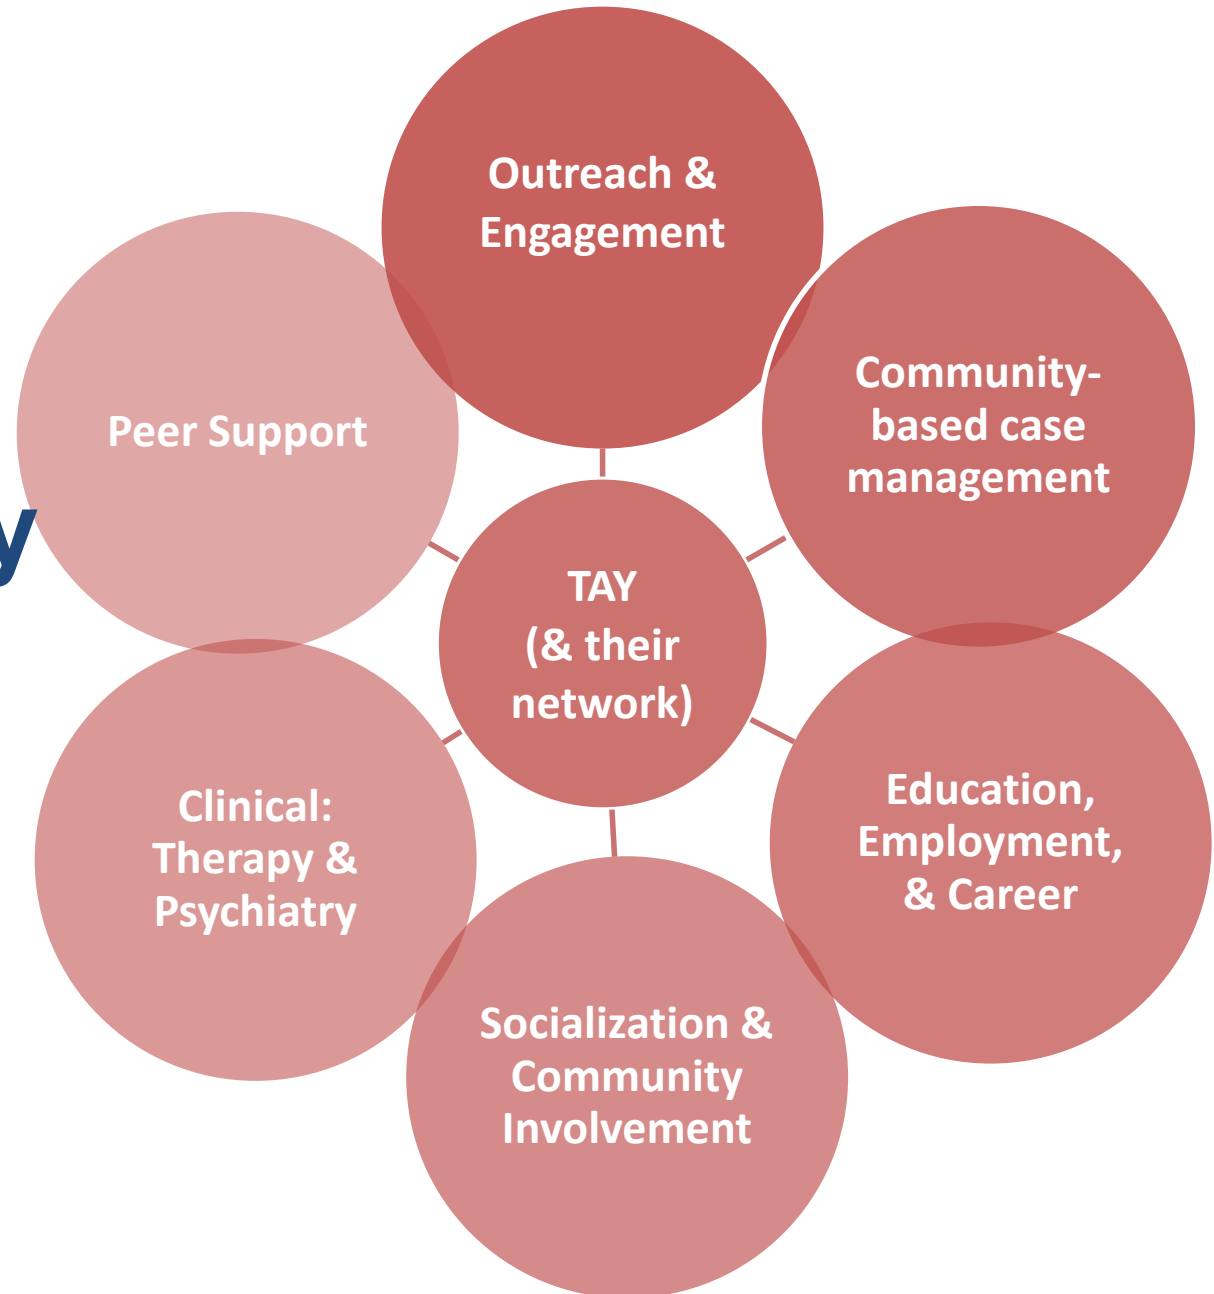 Outreach &
Engagement
Community-
based case
management
Peer Support
y
TAY
(& their
network)
Education,
Employment,
& Career
Clinical:
Therapy &
Psychiatry
Socialization &
Community
Involvement